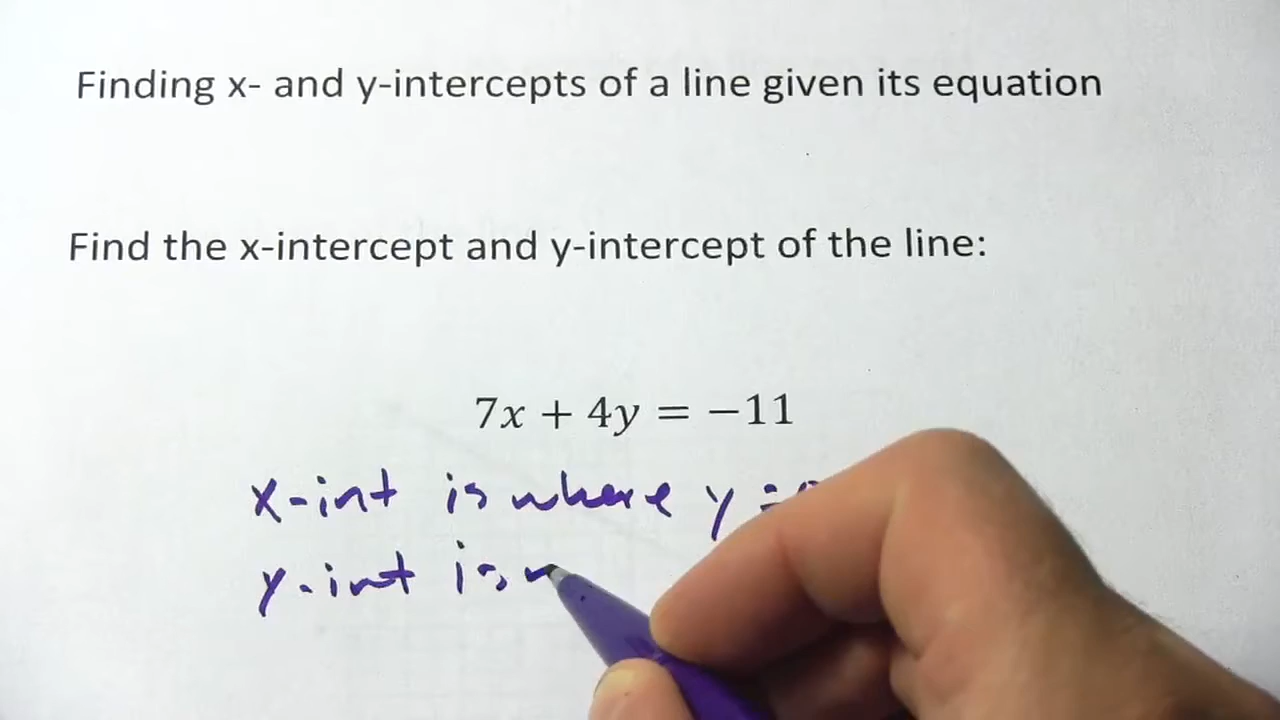 Finding x- and y-intercepts of a line given its equation
Find the x-intercept and y-intercept of the line:
7x + 4y = −11
x-int is where y =
y-int is